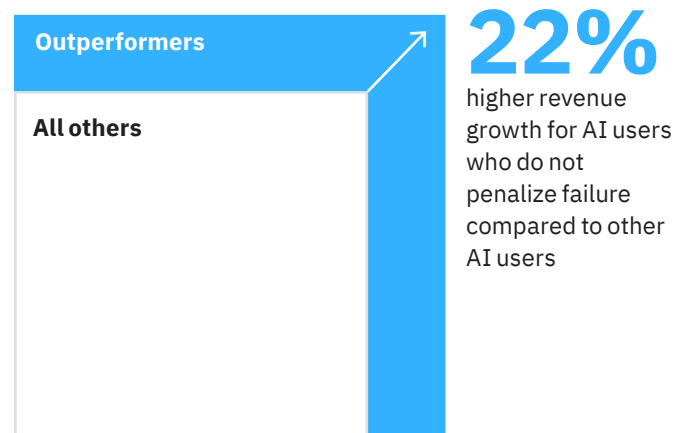 Outperformers
All others
22%
higher revenue
growth for AI users
who do not
penalize failure
compared to other
AI users